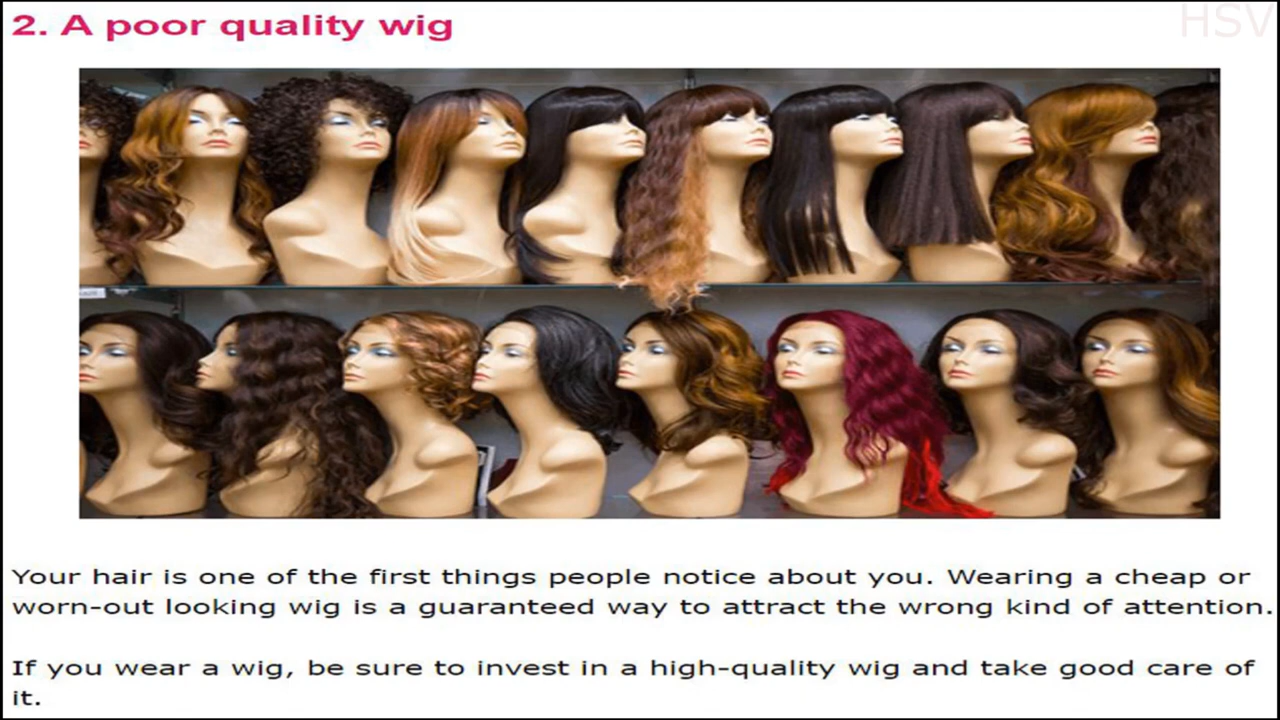 HSV
2. A poor quality wig
Your hair is one of the first things people notice about you. Wearing a cheap or
worn-out looking wig is a guaranteed way to attract the wrong kind of attention.
If you wear a wig, be sure to invest in a high-quality wig and take good care of
it.